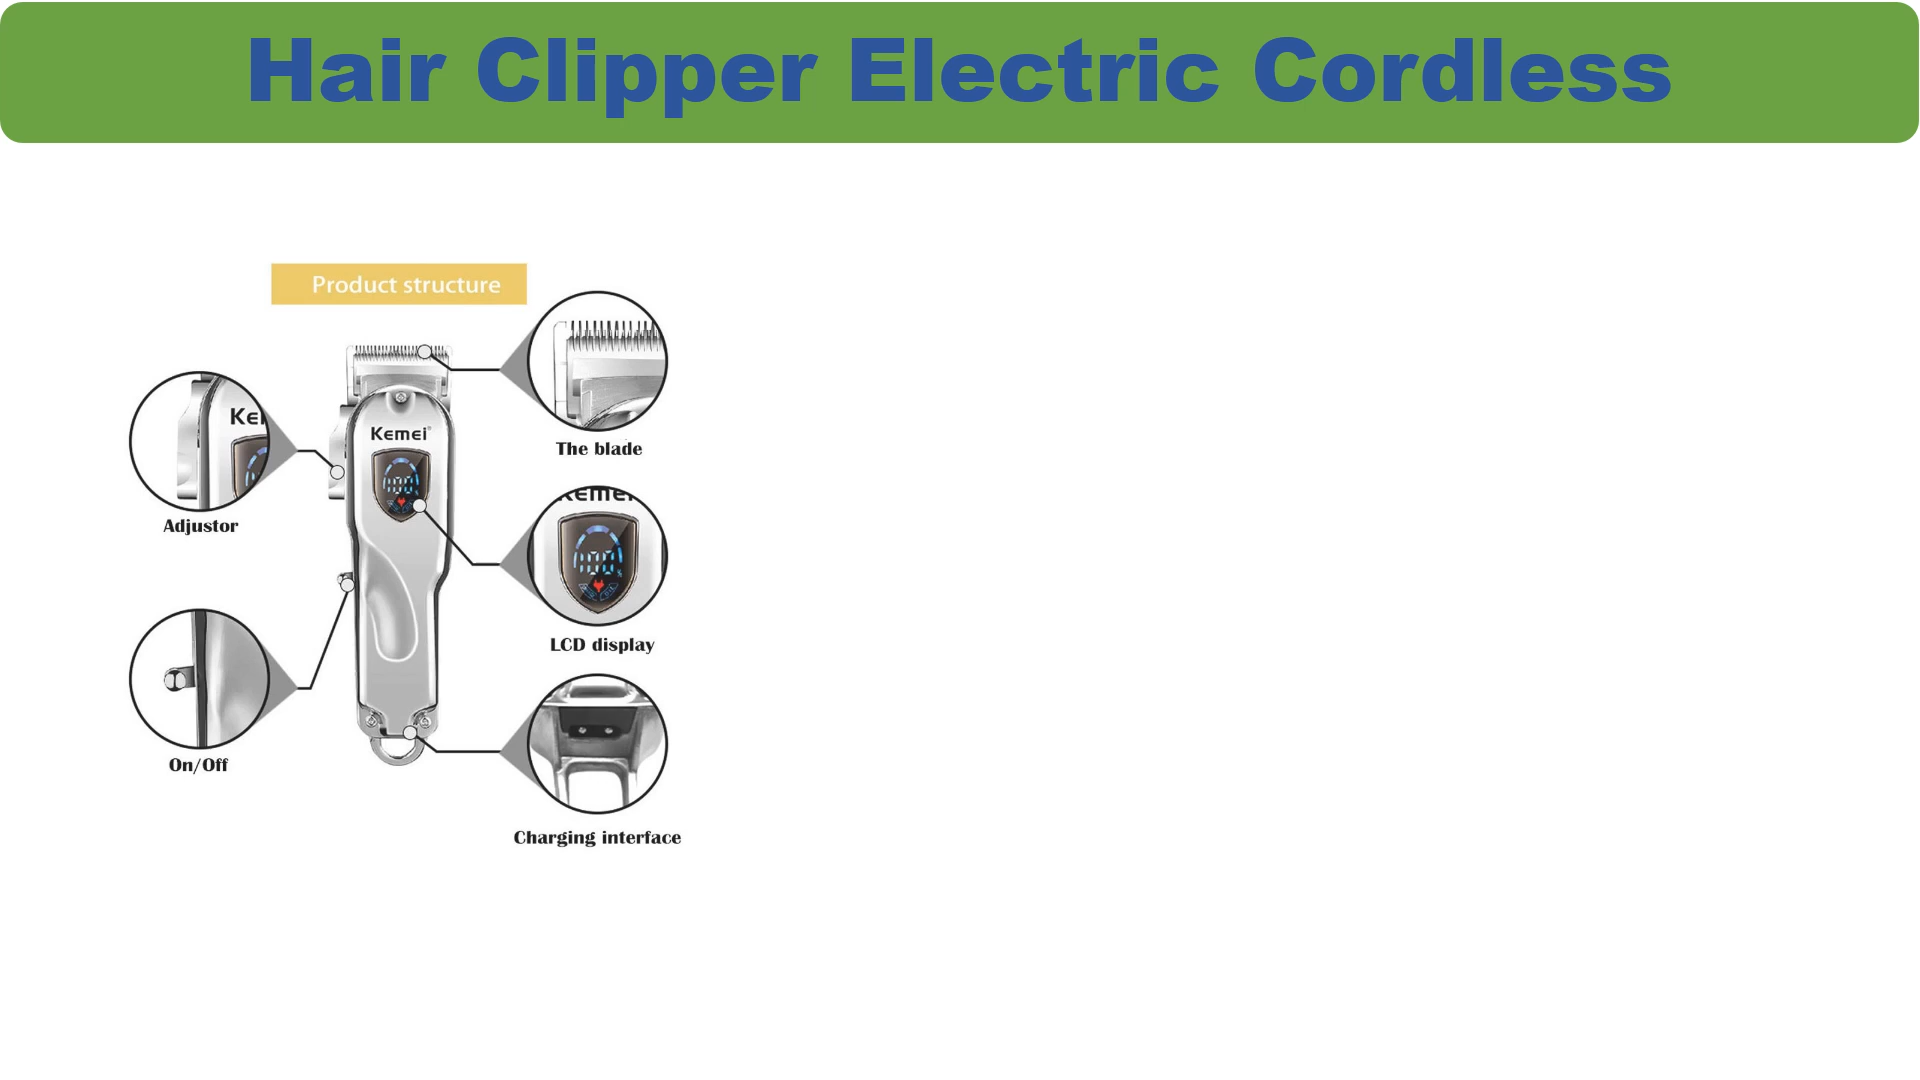 Hair Clipper Electric Cordless
Product structure
The blade
Kemei
Adjustor
LCD display
On/Off
Charging interface